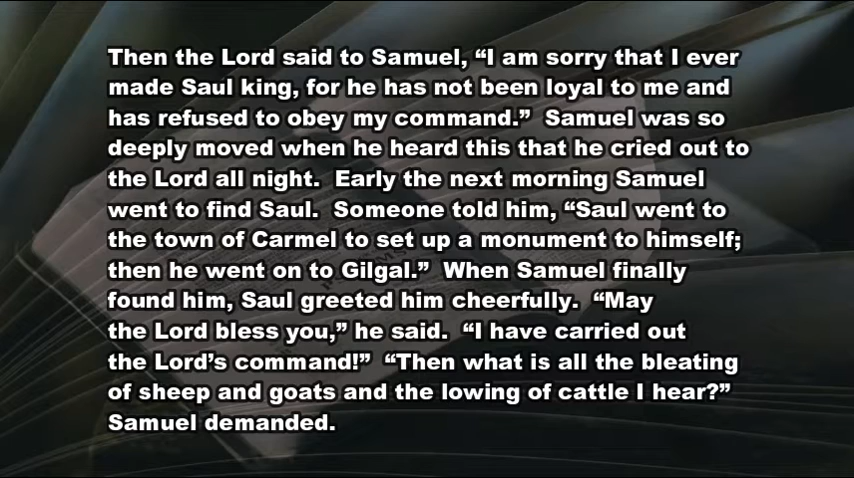 Then the Lord said to Samuel, “I am sorry that I ever
made Saul king, for he has not been loyal to me and
has refused to obey my command.”  Samuel was so
deeply moved when he heard this that he cried out to
the Lord all night.  Early the next morning Samuel
went to find Saul.  Someone told him, “Saul went to
the town of Carmel to set up a monument to himself;
then he went on to Gilgal.”  When Samuel finally
found him, Saul greeted him cheerfully.  “May
the Lord bless you,” he said.  “I have carried out
the Lord’s command!”  “Then what is all the bleating
of sheep and goats and the lowing of cattle I hear?”
Samuel demanded.